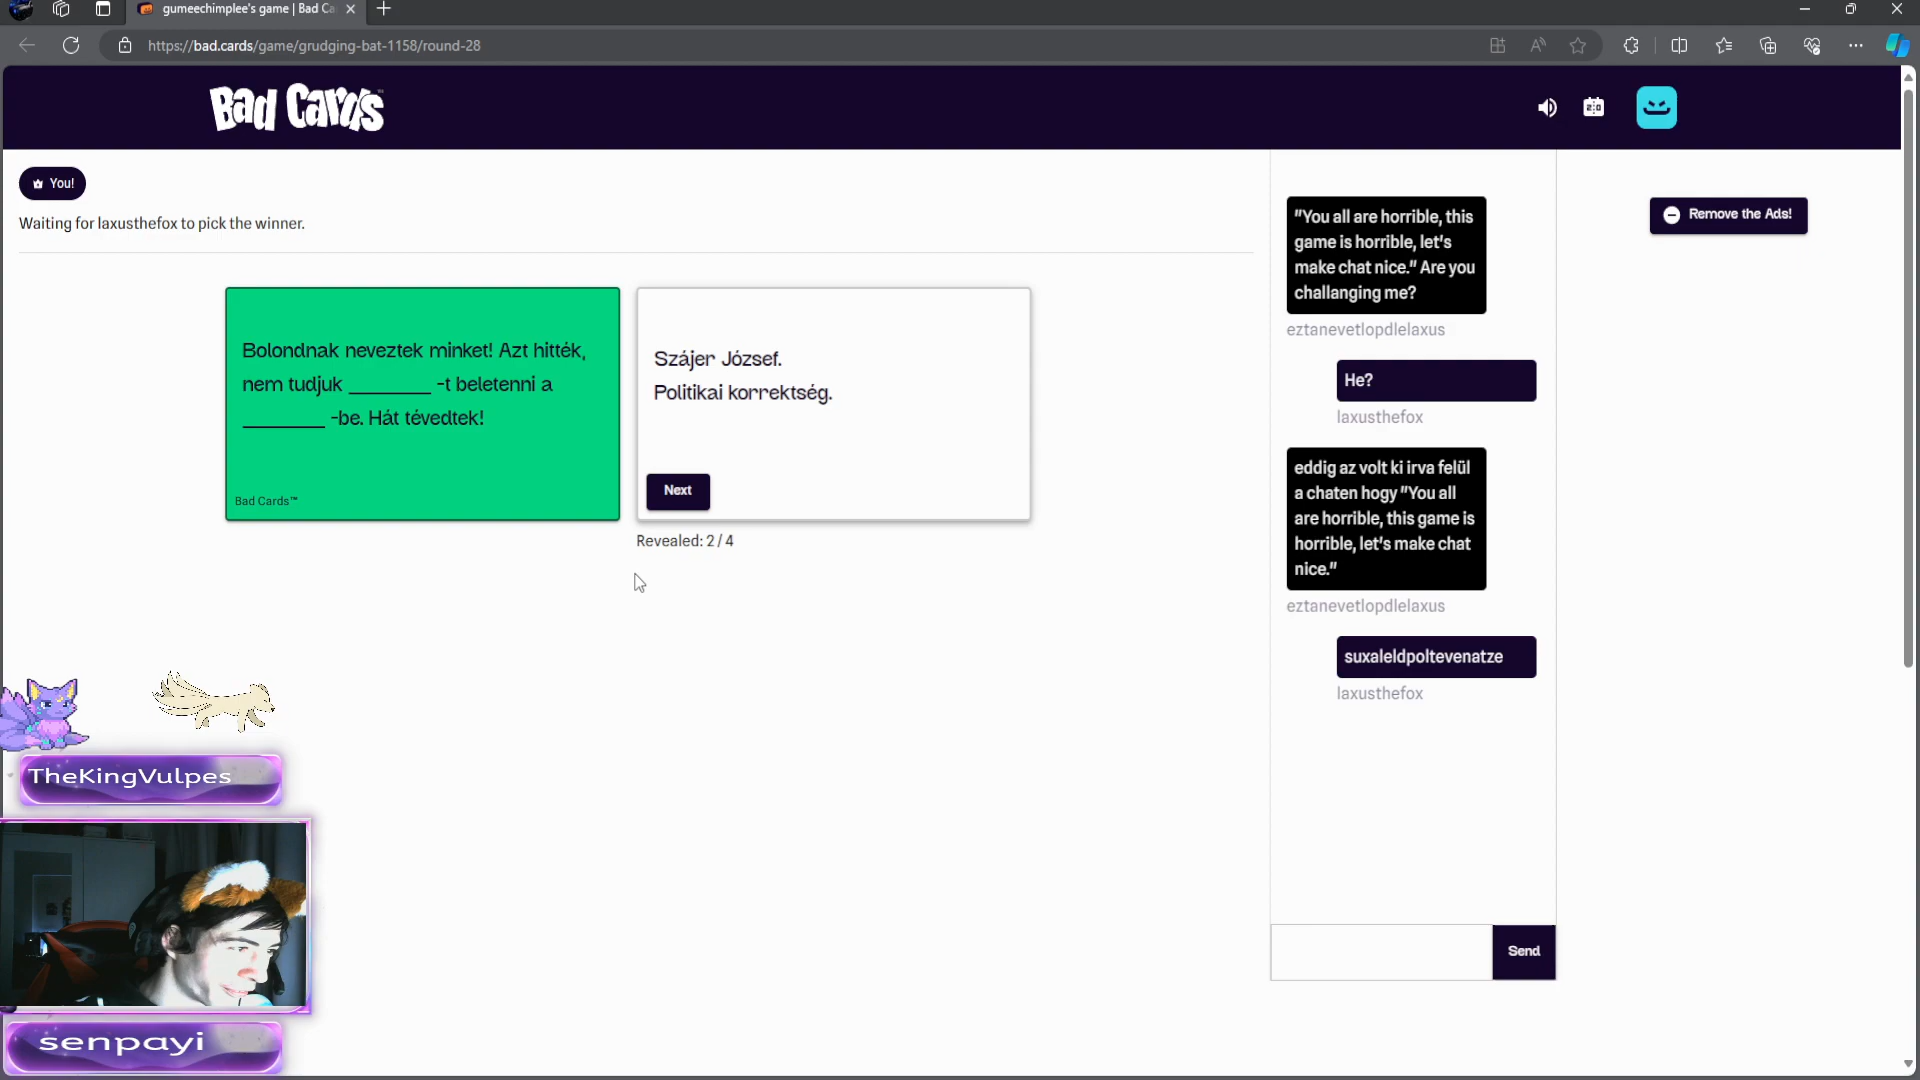 gumeechimplee's game | Bad Ca
https://bad.cards/game/grudging-bat-1158/round-28
Bad Cards™
You!
Waiting for laxusthefox to pick the winner.
Bolondnak neveztek minket! Azt hitték,
nem tudjuk ________ -t beletenni a
________ -be. Hát tévedtek!
Bad Cards™
Szájer József.
Politikai korrektség.
Next
Revealed: 2 / 4
"You all are horrible, this
game is horrible, let's
make chat nice." Are you
challanging me?
eztanevetlopdlelaxus
He?
laxusthefox
eddig az volt ki irva felül
a chaten hogy "You all
are horrible, this game is
horrible, let's make chat
nice."
eztanevetlopdlelaxus
suxaleldpoltevenatze
laxusthefox
Send
Remove the Ads!
TheKingVulpes
senpayi